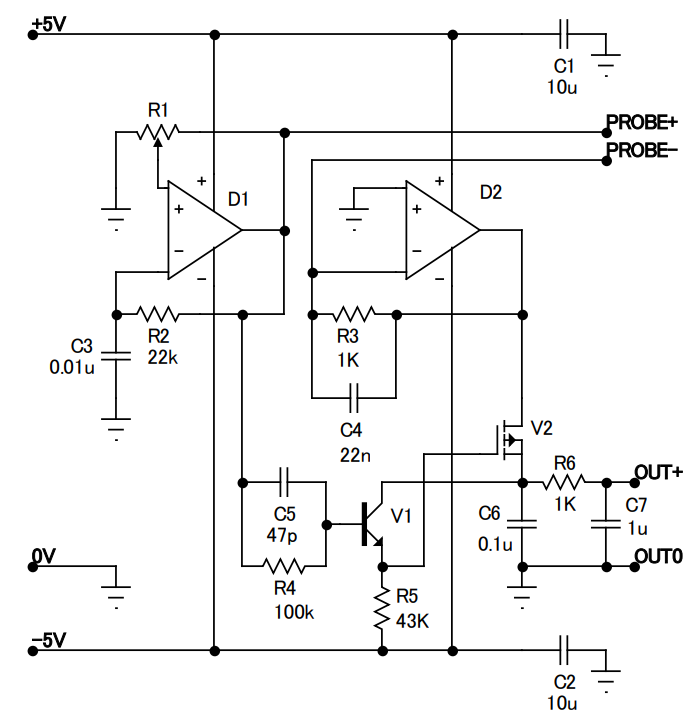 +5V
C1
10u
R1
PROBE+
PROBE-
+
D1
+
D2
+
+
−
−
−
−
R2
22k
C3
0.01u
R3
1K
C4
22n
V2
R6
1K
OUT+
C5
47p
V1
C6
0.1u
C7
1u
0V
OUT0
R4
100k
R5
43K
-5V
C2
10u